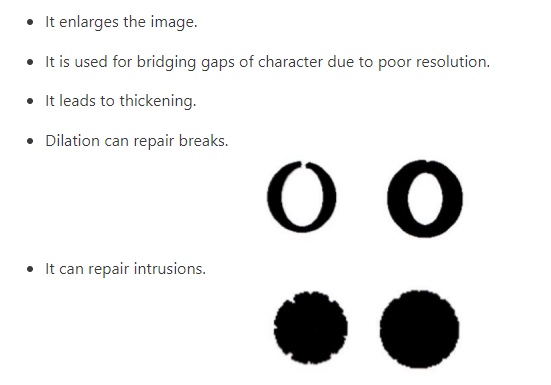 It enlarges the image.
It is used for bridging gaps of character due to poor resolution.
It leads to thickening.
Dilation can repair breaks.
It can repair intrusions.